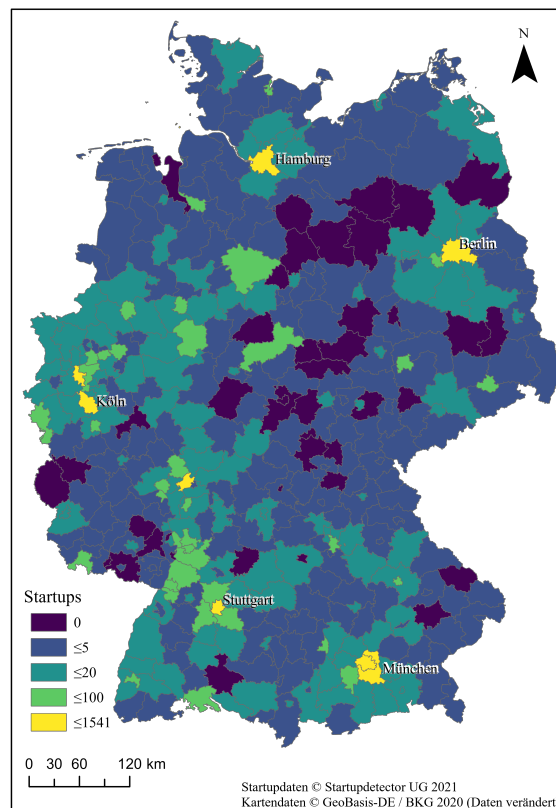 N
Hamburg
Berlin
Köln
Stuttgart
München
Startups
0
≤5
≤20
≤100
≤1541
0 30 60 120 km
Startupdaten © Startupdetector UG 2021
Kartendaten © GeoBasis-DE / BKG 2020 (Daten verändert